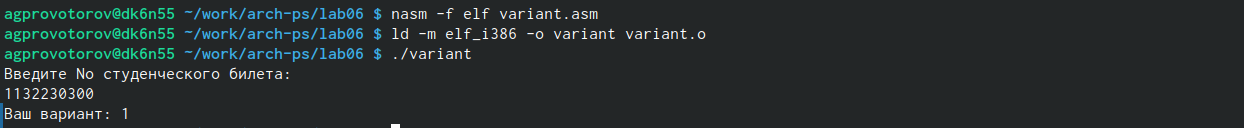 agprovotorov@dk6n55 ~/work/arch-ps/lab06 $ nasm -f elf variant.asm
agprovotorov@dk6n55 ~/work/arch-ps/lab06 $ ld -m elf_i386 -o variant variant.o
agprovotorov@dk6n55 ~/work/arch-ps/lab06 $ ./variant
Введите No студенческого билета:
1132230300
Ваш вариант: 1